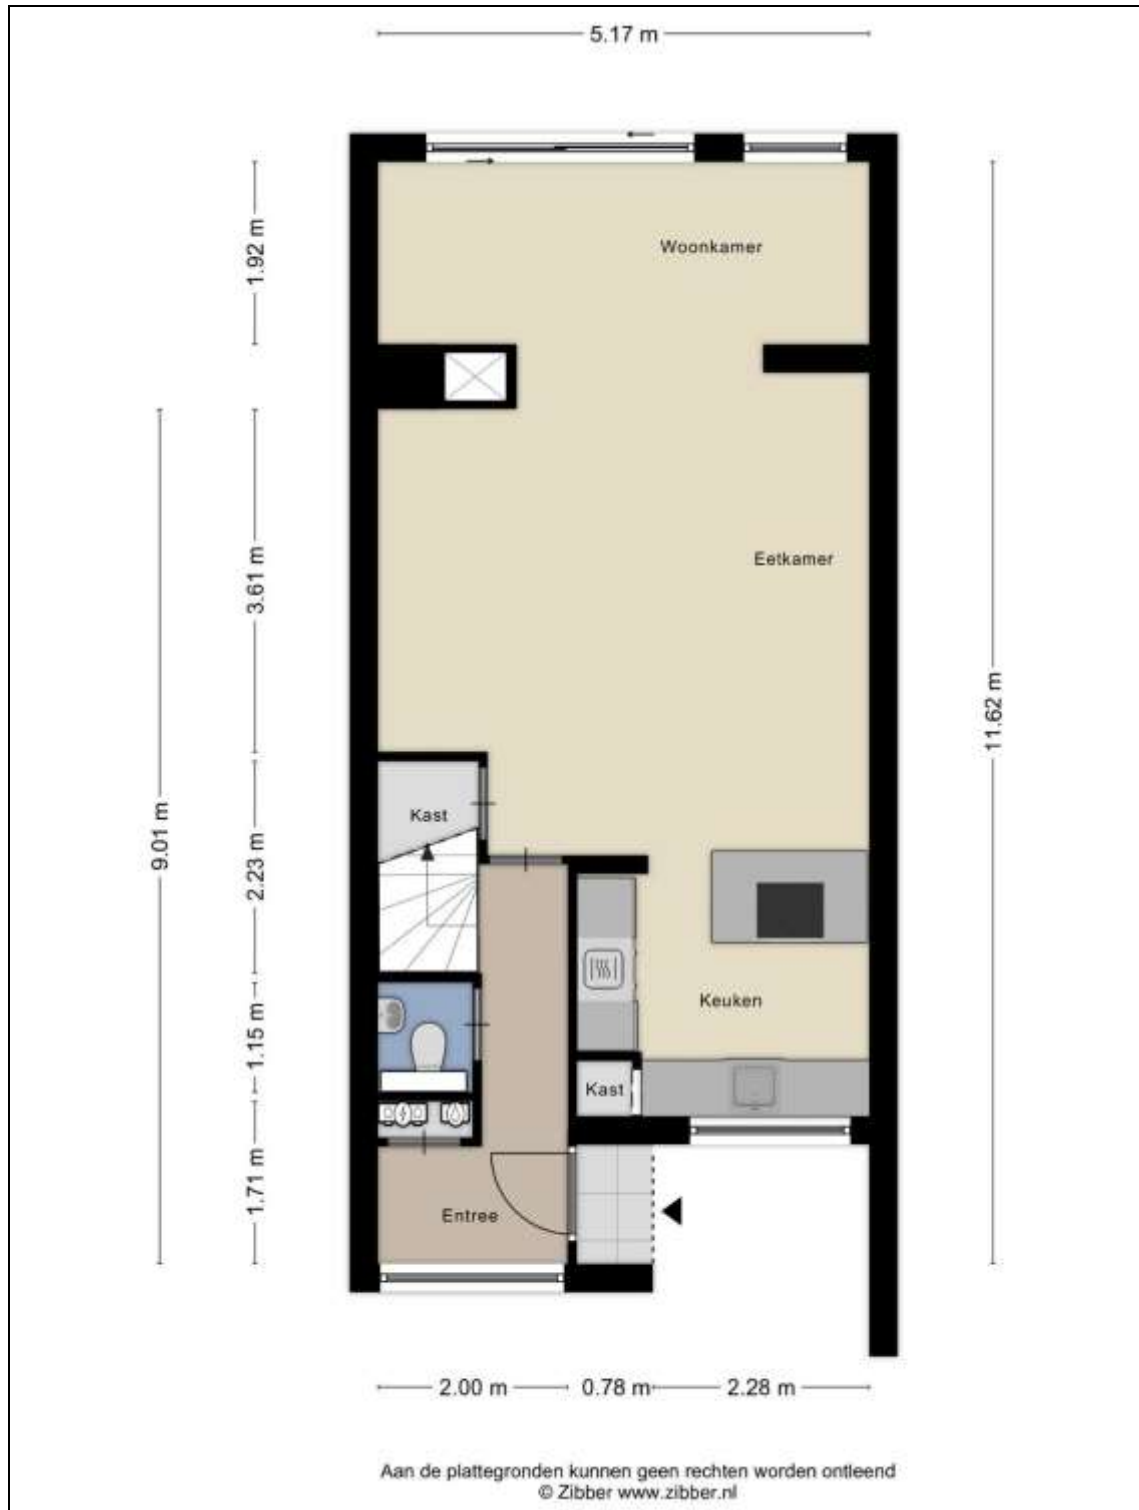 5.17 m
Woonkamer
1.92 m
Eetkamer
3.61 m
11.62 m
9.01 m
Kast
2.23 m
Keuken
1.15 m
Kast
1.71 m
Entree
2.00 m
0.78 m
2.28 m
Aan de plattegronden kunnen geen rechten worden ontleend
© Zibber www.zibber.nl